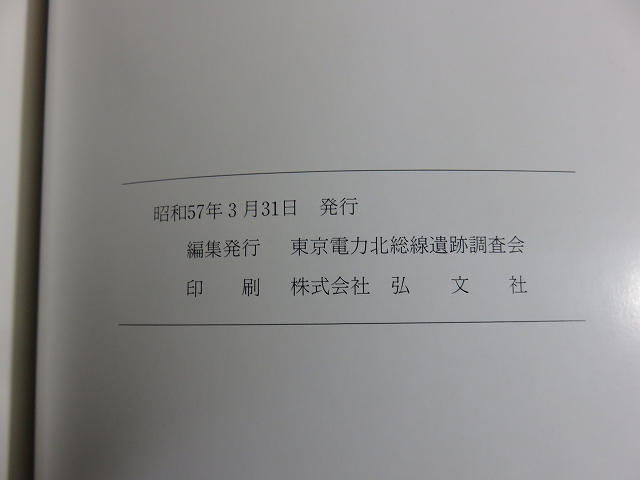 昭和57年3月31日 発行
編集発行 東京電力北総線遺跡調査会
印刷 株式会社 弘文社